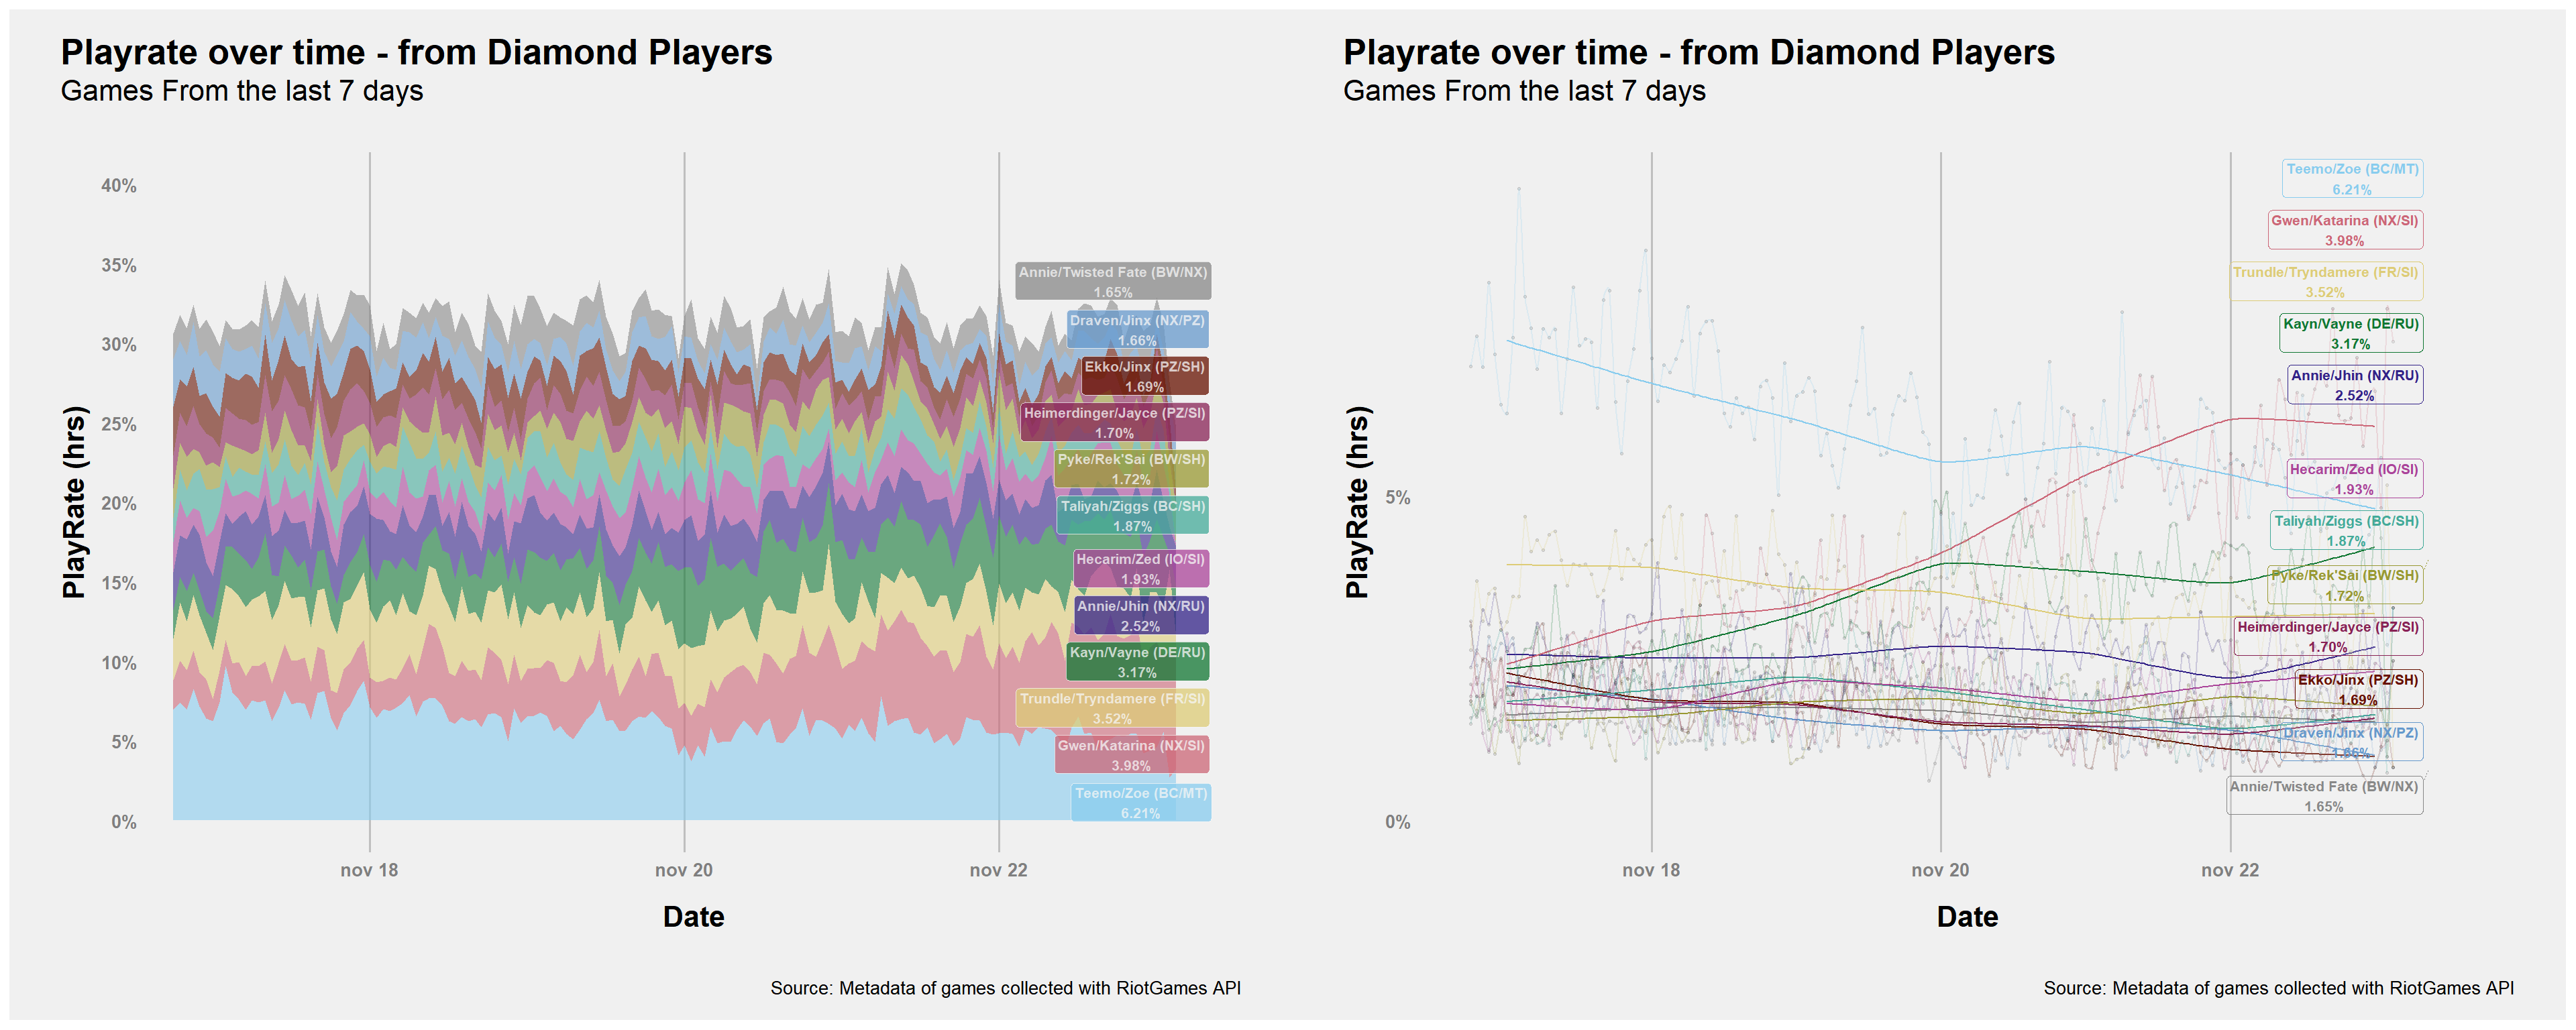 Playrate over time - from Diamond Players
Games From the last 7 days
PlayRate (hrs)
40%
35%
30%
25%
20%
15%
10%
5%
0%
Annie/Twisted Fate (BW/NX)
1.65%
Draven/Jinx (NX/PZ)
1.66%
Ekko/Jinx (PZ/SH)
1.69%
Heimerdinger/Jayce (PZ/SI)
1.70%
Pyke/Rek'Sai (BW/SH)
1.72%
Taliyah/Ziggs (BC/SH)
1.87%
Hecarim/Zed (IO/SI)
1.93%
Annie/Jhin (NX/RU)
2.52%
Kayn/Vayne (DE/RU)
3.17%
Trundle/Tryndamere (FR/SI)
3.52%
Gwen/Katarina (NX/SI)
3.98%
Teemo/Zoe (BC/MT)
6.21%
nov 18
nov 20
nov 22
Date
Source: Metadata of games collected with RiotGames API
Playrate over time - from Diamond Players
Games From the last 7 days
PlayRate (hrs)
5%
0%
Teemo/Zoe (BC/MT)
6.21%
Gwen/Katarina (NX/SI)
3.98%
Trundle/Tryndamere (FR/SI)
3.52%
Kayn/Vayne (DE/RU)
3.17%
Annie/Jhin (NX/RU)
2.52%
Hecarim/Zed (IO/SI)
1.93%
Taliyah/Ziggs (BC/SH)
1.87%
Pyke/Rek'Sai (BW/SH)
1.72%
Heimerdinger/Jayce (PZ/SI)
1.70%
Ekko/Jinx (PZ/SH)
1.69%
Draven/Jinx (NX/PZ)
1.66%
Annie/Twisted Fate (BW/NX)
1.65%
nov 18
nov 20
nov 22
Date
Source: Metadata of games collected with RiotGames API